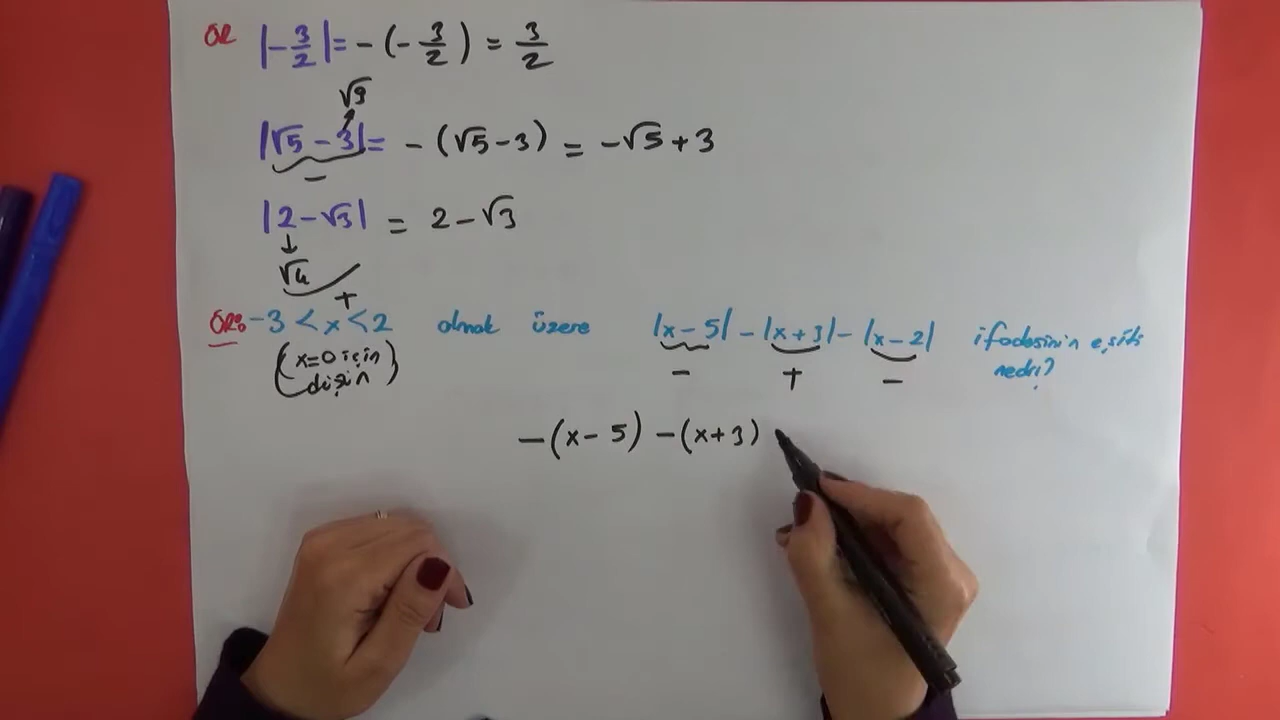 ÖR |-3/2| = -(-3/2) = 3/2
√9
|√5 - 3| = -(√5 - 3) = -√5 + 3
-
|2 - √3| = 2 - √3
√4
+
ÖR: -3 < x < 2 olmak üzere |x - 5| - |x + 3| - |x - 2| ifadesinin eşiti
nedir?
(x=0 için
düşün)
- + -
-(x - 5) - (x + 3)